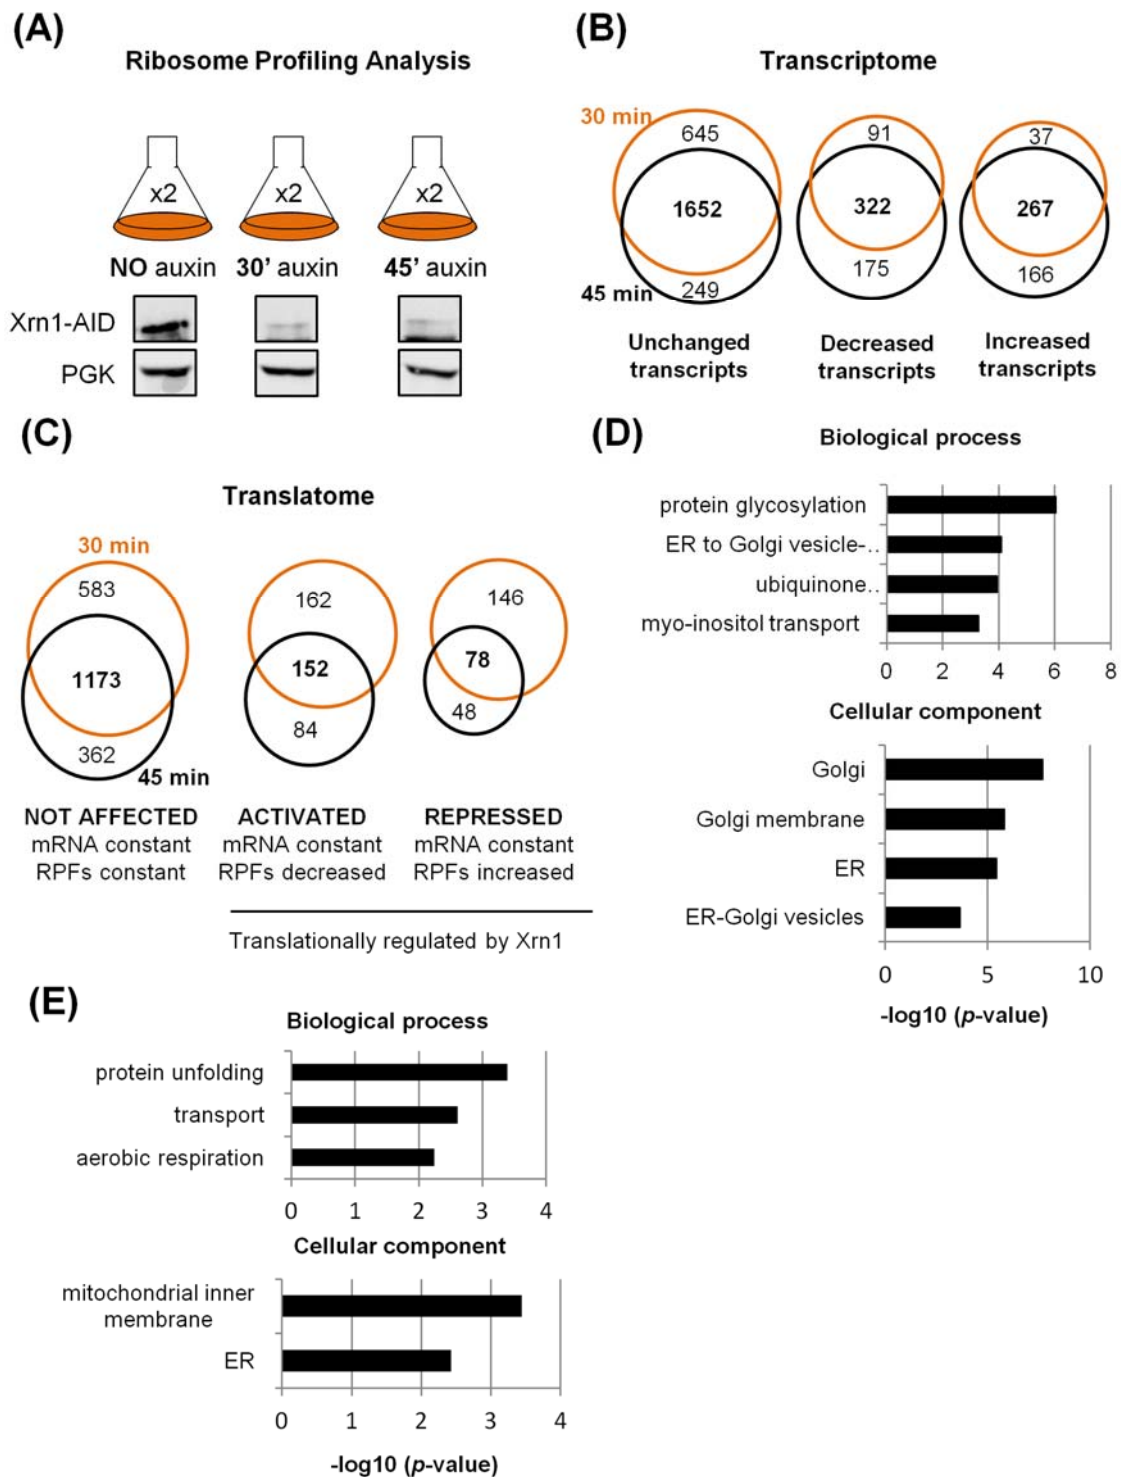 (A)
Ribosome Profiling Analysis
x2 x2 x2
NO auxin 30’ auxin 45’ auxin
Xrn1-AID
PGK
(B)
Transcriptome
30 min
645 91 37
1652 322 267
175 166
45 min 249
Unchanged transcripts
Decreased transcripts
Increased transcripts
(C)
Translatome
30 min
583 162 146
1173 152 78
362 84 48
45 min
NOT AFFECTED
mRNA constant
RPFs constant
ACTIVATED
mRNA constant
RPFs decreased
REPRESSED
mRNA constant
RPFs increased
Translationally regulated by Xrn1
(D)
Biological process
protein glycosylation
ER to Golgi vesicle-..
ubiquinone..
myo-inositol transport
0 2 4 6 8
Cellular component
Golgi
Golgi membrane
ER
ER-Golgi vesicles
0 5 10
-log10 (p-value)
(E)
Biological process
protein unfolding
transport
aerobic respiration
0 1 2 3 4
Cellular component
mitochondrial inner
membrane
ER
0 1 2 3 4
-log10 (p-value)